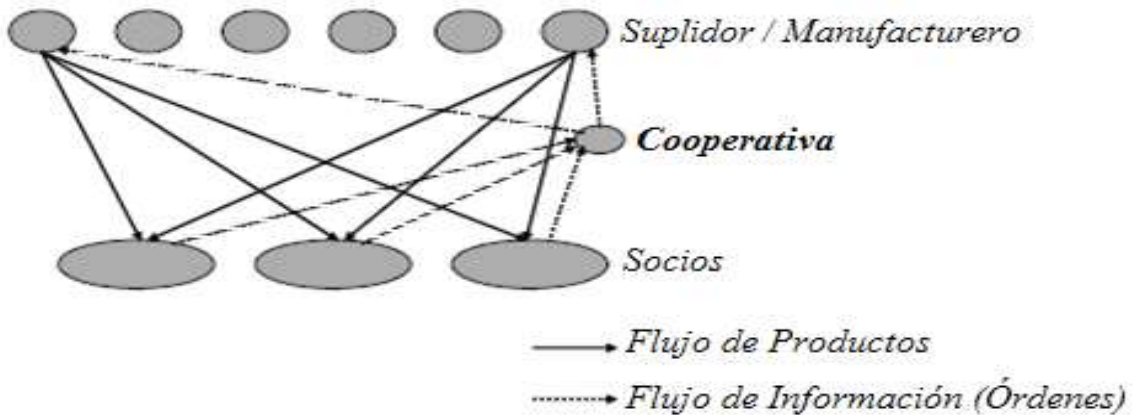 Suplidor / Manufacturero
Cooperativa
Socios
Flujo de Productos
Flujo de Información (Órdenes)